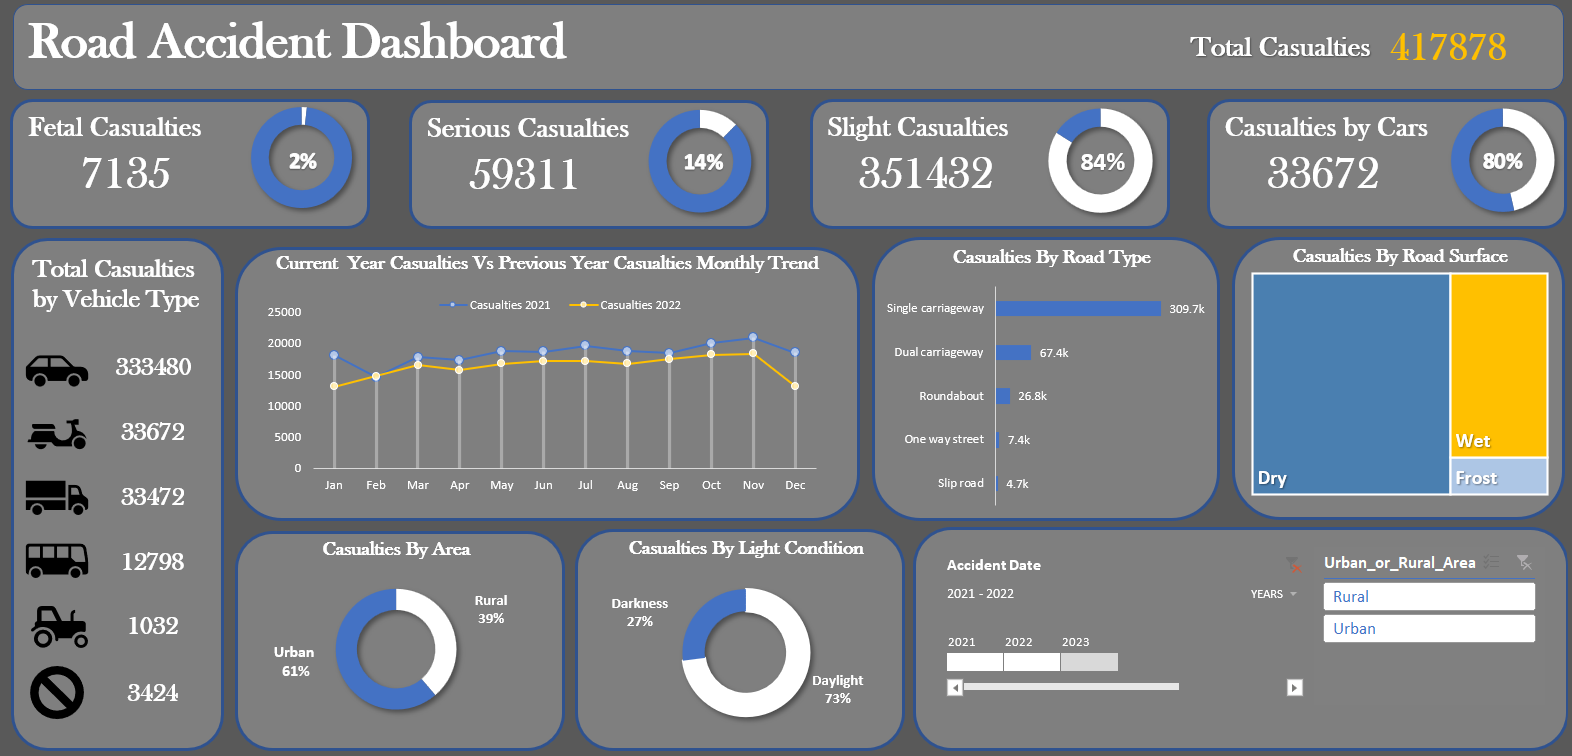 Road Accident Dashboard
Total Casualties 417878
Fetal Casualties
7135
2%
Serious Casualties
59311
14%
Slight Casualties
351432
84%
Casualties by Cars
33672
80%
Total Casualties
by Vehicle Type
333480
33672
33472
12798
1032
3424
Current Year Casualties Vs Previous Year Casualties Monthly Trend
Casualties 2021 Casualties 2022
25000
20000
15000
10000
5000
0
Jan Feb Mar Apr May Jun Jul Aug Sep Oct Nov Dec
Casualties By Road Type
Single carriageway 309.7k
Dual carriageway 67.4k
Roundabout 26.8k
One way street 7.4k
Slip road 4.7k
Casualties By Road Surface
Dry
Wet
Frost
Casualties By Area
Rural
39%
Urban
61%
Casualties By Light Condition
Darkness
27%
Daylight
73%
Accident Date
2021 - 2022 YEARS
2021 2022 2023
Urban_or_Rural_Area
Rural
Urban